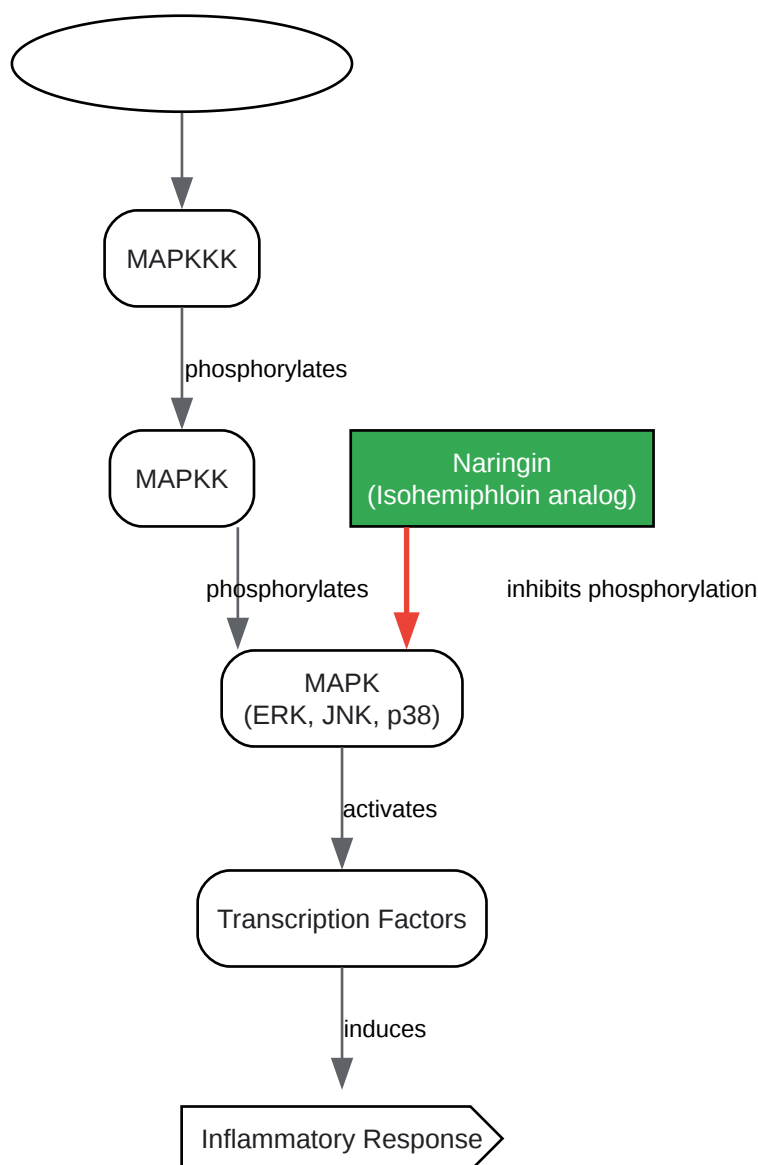 MAPKKK
phosphorylates
MAPKK
Naringin
(Isohemiphloin analog)
phosphorylates
inhibits phosphorylation
MAPK
(ERK, JNK, p38)
activates
Transcription Factors
induces
Inflammatory Response